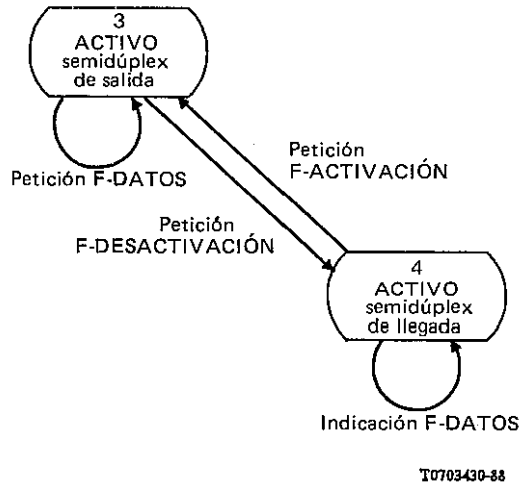 3
ACTIVO
semidúplex
de salida
Petición F-DATOS
Petición
F-ACTIVACIÓN
Petición
F-DESACTIVACIÓN
4
ACTIVO
semidúplex
de llegada
Indicación F-DATOS
T0703430-88